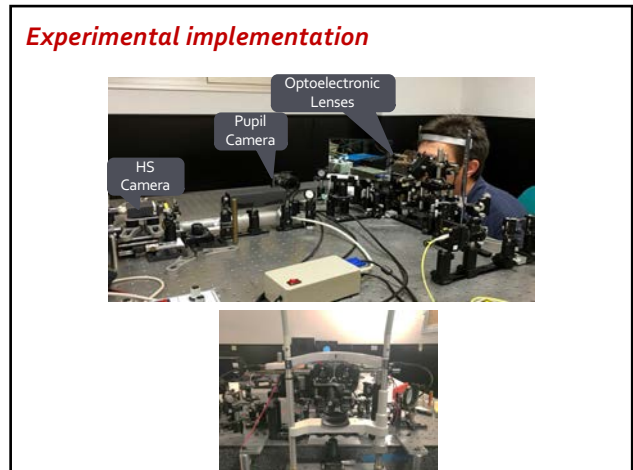 Experimental implementation
Optoelectronic
Lenses
Pupil
Camera
HS
Camera